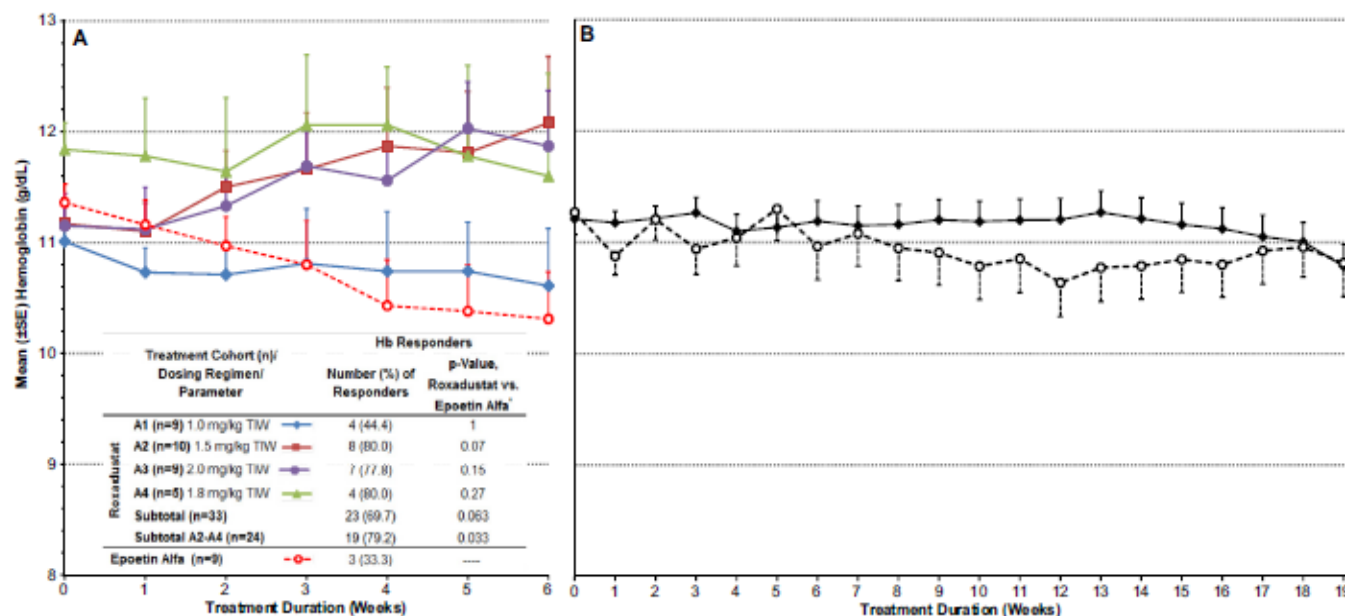 A
B
13
12
11
10
9
8
Mean (±SE) Hemoglobin (g/dL)
Hb Responders
Treatment Cohort (n)/
Dosing Regimen/
Parameter
Number (%) of
Responders
p-Value,
Roxadustat vs.
Epoetin Alfa*
Roxadustat
A1 (n=9) 1.0 mg/kg TIW 4 (44.4) 1
A2 (n=10) 1.5 mg/kg TIW 8 (80.0) 0.07
A3 (n=9) 2.0 mg/kg TIW 7 (77.8) 0.15
A4 (n=5) 1.8 mg/kg TIW 4 (80.0) 0.27
Subtotal (n=33) 23 (69.7) 0.063
Subtotal A2-A4 (n=24) 19 (79.2) 0.033
Epoetin Alfa (n=9) 3 (33.3) ----
0 1 2 3 4 5 6
Treatment Duration (Weeks)
0 1 2 3 4 5 6 7 8 9 10 11 12 13 14 15 16 17 18 19
Treatment Duration (Weeks)